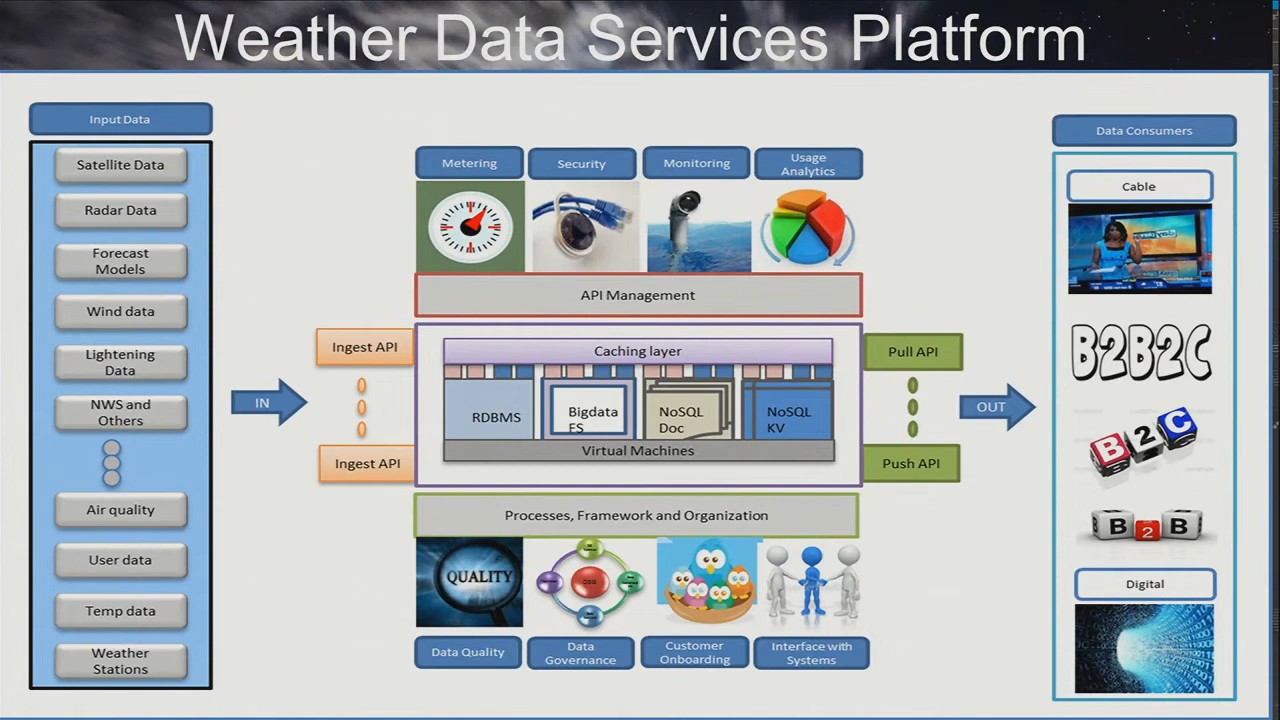 Weather Data Services Platform
Input Data
Satellite Data
Radar Data
Forecast
Models
Wind data
Lightening
Data
NWS and
Others
Air quality
User data
Temp data
Weather
Stations
IN
Metering
Security
Monitoring
Usage
Analytics
API Management
Ingest API
Ingest API
Caching layer
RDBMS
Bigdata
FS
NoSQL
Doc
NoSQL
KV
Virtual Machines
Pull API
Push API
Processes, Framework and Organization
QUALITY
Data Quality
Data
Governance
Customer
Onboarding
Interface with
Systems
OUT
Data Consumers
Cable
B2B2C
B2C
B2B
Digital